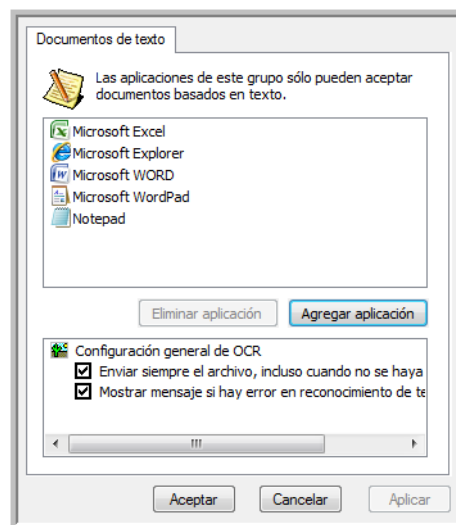 Documentos de texto
Las aplicaciones de este grupo sólo pueden aceptar
documentos basados en texto.
Microsoft Excel
Microsoft Explorer
Microsoft WORD
Microsoft WordPad
Notepad
Eliminar aplicación
Agregar aplicación
Configuración general de OCR
Enviar siempre el archivo, incluso cuando no se haya
Mostrar mensaje si hay error en reconocimiento de te
Aceptar
Cancelar
Aplicar